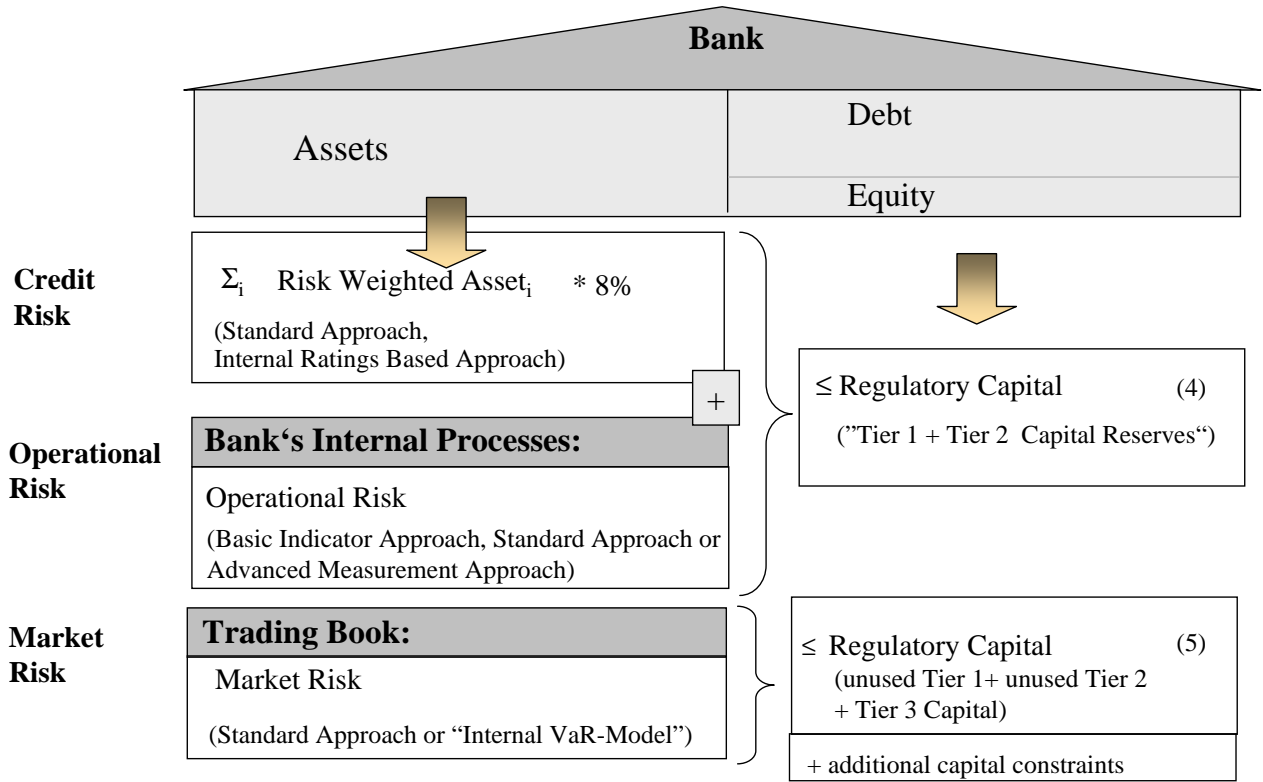 Bank
Assets
Debt
Equity
Credit
Risk
Σi Risk Weighted Asseti * 8%
(Standard Approach,
Internal Ratings Based Approach)
+
≤ Regulatory Capital (4)
(”Tier 1 + Tier 2 Capital Reserves“)
Operational
Risk
Bank‘s Internal Processes:
Operational Risk
(Basic Indicator Approach, Standard Approach or
Advanced Measurement Approach)
Market
Risk
Trading Book:
Market Risk
(Standard Approach or “Internal VaR-Model”)
≤ Regulatory Capital (5)
(unused Tier 1+ unused Tier 2
+ Tier 3 Capital)
+ additional capital constraints